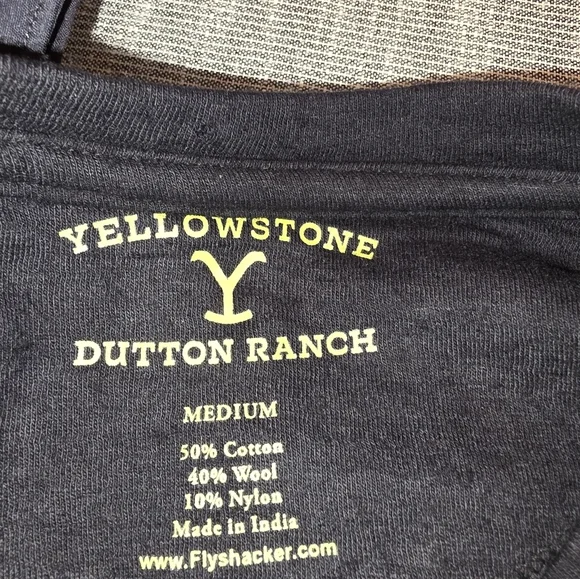 YELLOWSTONE
Y
DUTTON RANCH
MEDIUM
50% Cotton
40% Wool
10% Nylon
Made in India
www.Flyshacker.com